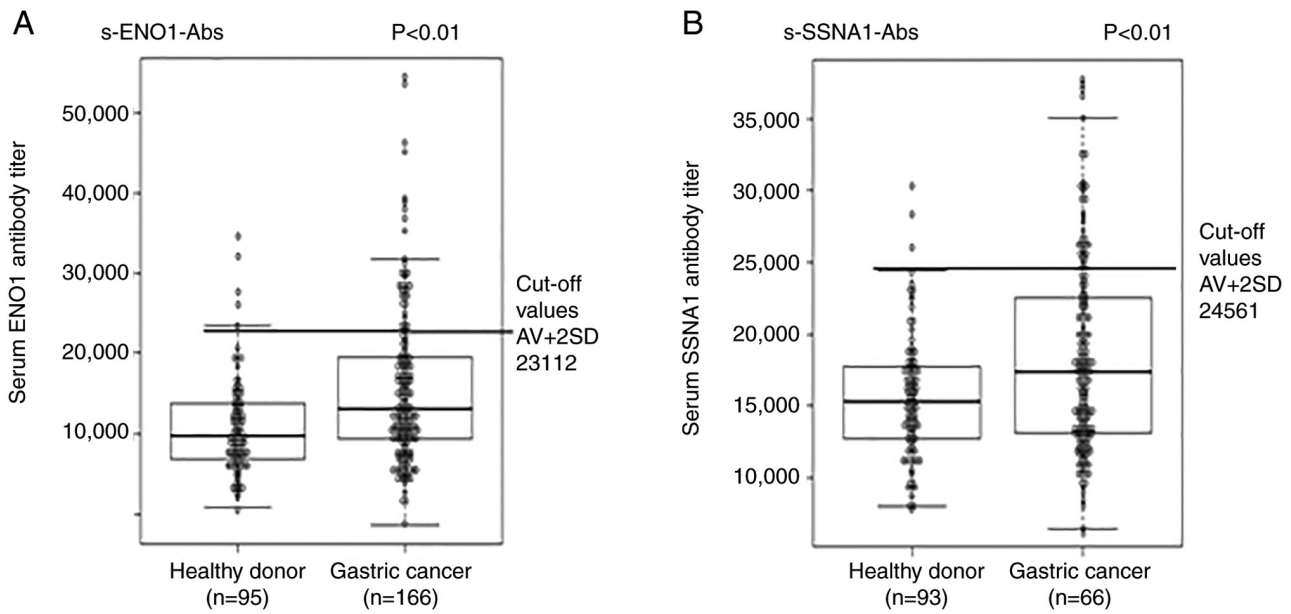 A
s-ENO1-Abs P<0.01
Serum ENO1 antibody titer
50,000
40,000
30,000
20,000
10,000
Cut-off
values
AV+2SD
23112
Healthy donor Gastric cancer
(n=95) (n=166)
B
s-SSNA1-Abs P<0.01
Serum SSNA1 antibody titer
35,000
30,000
25,000
20,000
15,000
10,000
Cut-off
values
AV+2SD
24561
Healthy donor Gastric cancer
(n=93) (n=66)